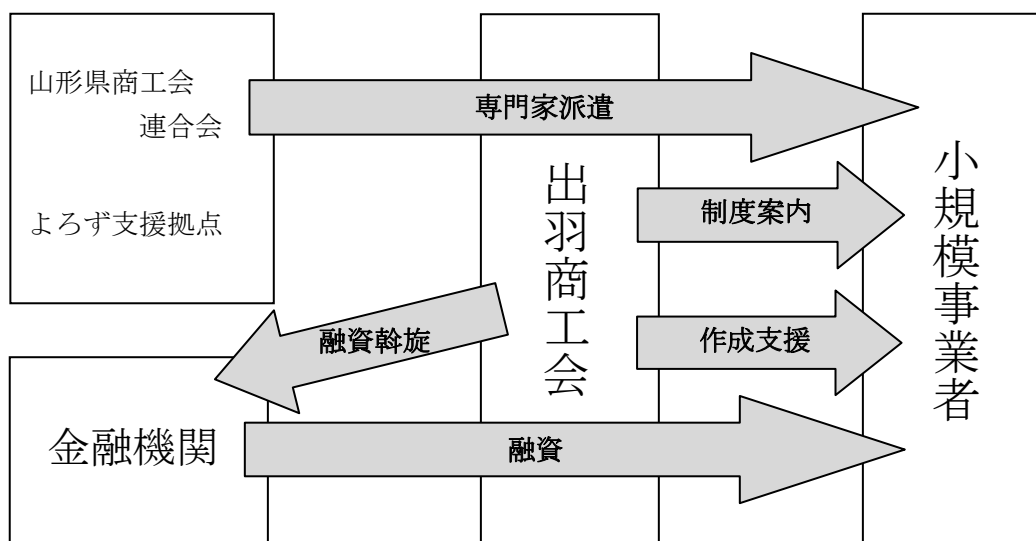 山形県商工会
連合会
よろず支援拠点
専門家派遣
出羽商工会
制度案内
融資斡旋
作成支援
小規模事業者
金融機関
融資